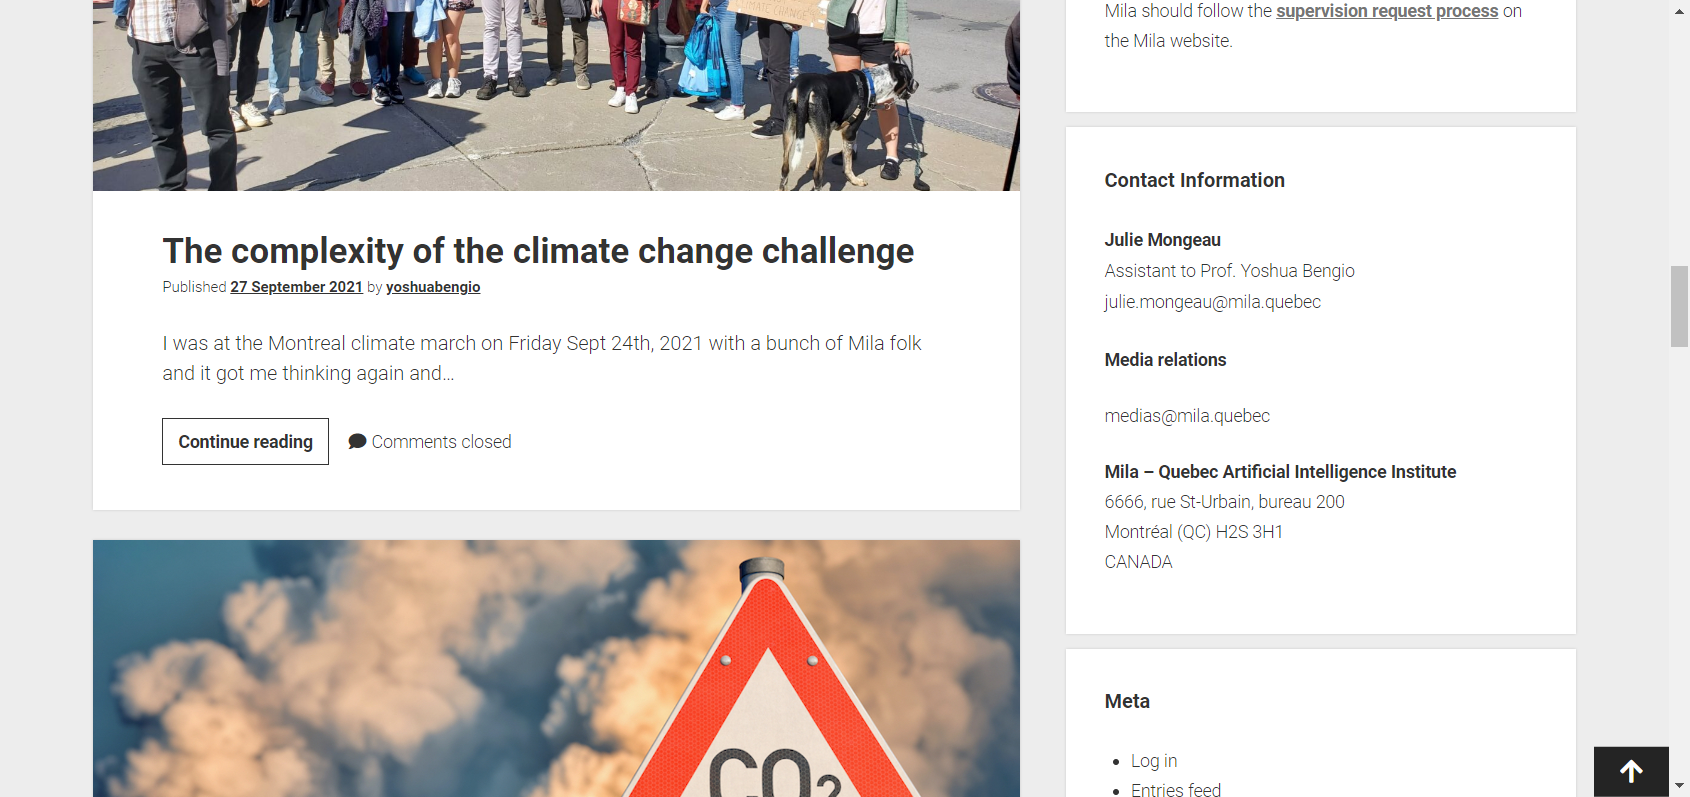 CLIMATE CHANGE
The complexity of the climate change challenge
Published 27 September 2021 by yoshuabengio
I was at the Montreal climate march on Friday Sept 24th, 2021 with a bunch of Mila folk
and it got me thinking again and...
Continue reading Comments closed
CO2
Mila should follow the supervision request process on
the Mila website.
Contact Information
Julie Mongeau
Assistant to Prof. Yoshua Bengio
julie.mongeau@mila.quebec
Media relations
medias@mila.quebec
Mila – Quebec Artificial Intelligence Institute
6666, rue St-Urbain, bureau 200
Montréal (QC) H2S 3H1
CANADA
Meta
Log in
Entries feed